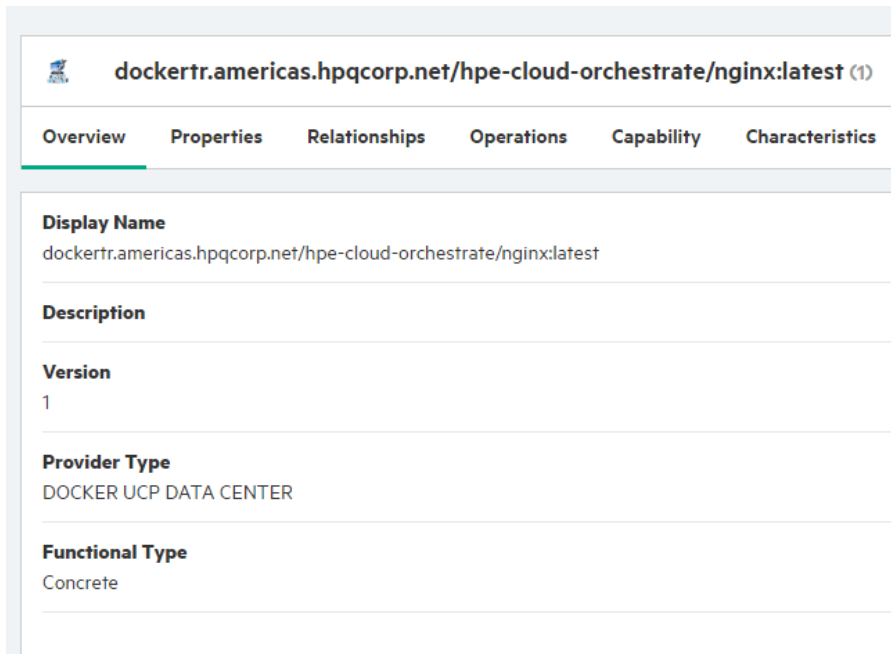 dockertr.americas.hpqcorp.net/hpe-cloud-orchestrate/nginx:latest (1)
Overview Properties Relationships Operations Capability Characteristics
Display Name
dockertr.americas.hpqcorp.net/hpe-cloud-orchestrate/nginx:latest
Description
Version
1
Provider Type
DOCKER UCP DATA CENTER
Functional Type
Concrete